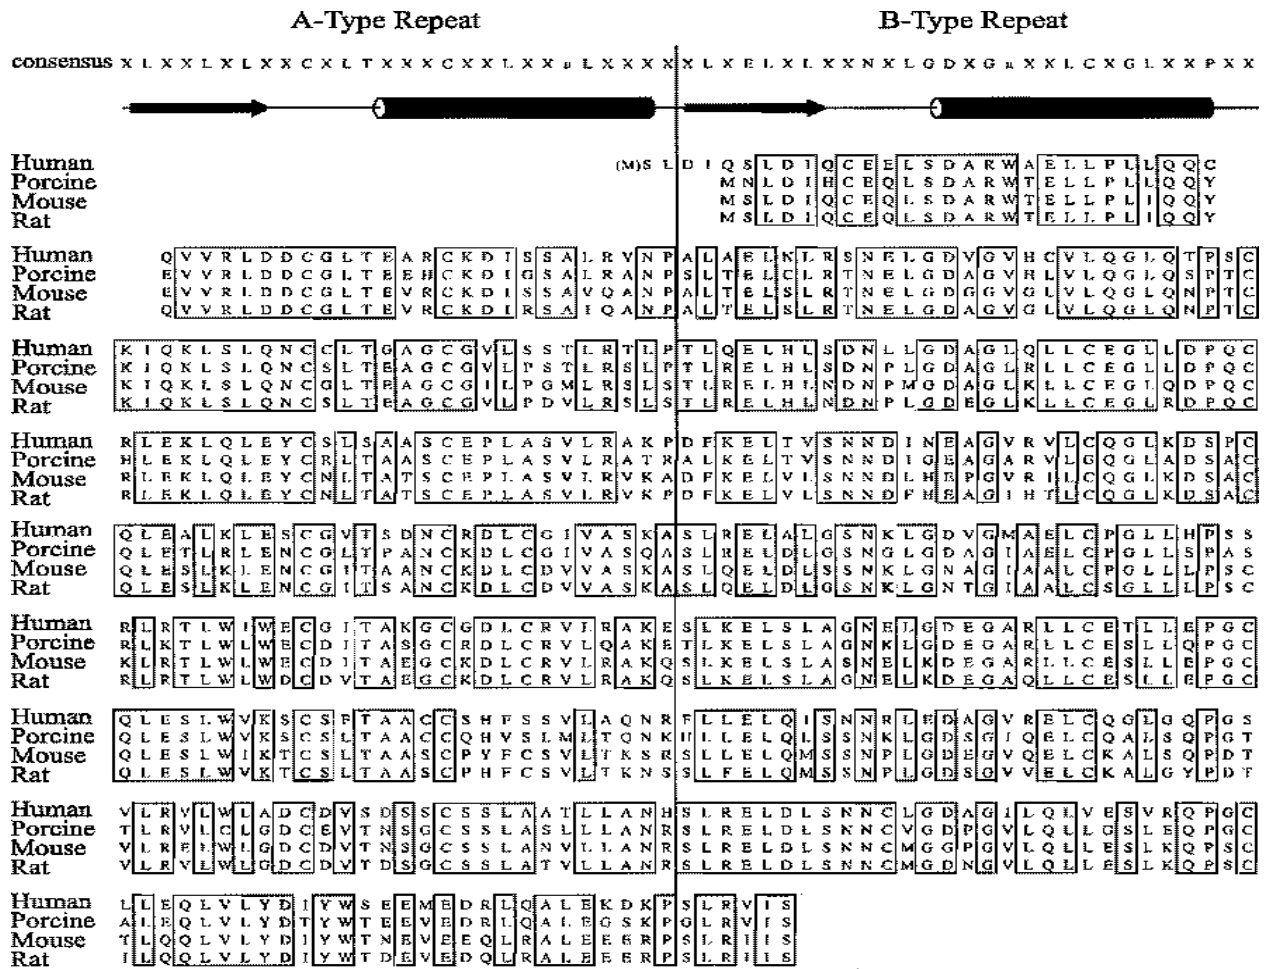 A-Type Repeat B-Type Repeat
consensus X L X X L X L X X C X L T X X X C X X L X X a L X X X X X L X E L X L X X N X L G D X G a X X L C X G L X X P X X
Human (M) S L D I Q S L D I Q C E E L S D A R W A E L L P L L Q Q C
Porcine M N L D I H C E Q L S D A R W T E L L P L L Q Q Y
Mouse M S L D I Q C E Q L S D A R W T E L L P L I Q Q Y
Rat M S L D I Q C E Q L S D A R W T E L L P L I Q Q Y
Human Q V V R L D D C G L T E A R C K D I S S A L R V N P A L A E L N L R S N E L G D V G V H C V L Q G L Q T P S C
Porcine E V V R L D D C G L T E E H C K D I G S A L R A N P S L T E L C L R T N E L G D A G V H L V L Q G L Q S P T C
Mouse E V V R L D D C G L T E V R C K D I S S A V Q A N P A L T E L S L R T N E L G D G G V G L V L Q G L Q N P T C
Rat Q V V R L D D C G L T E V R C K D I R S A I Q A N P A L T E L S L R T N E L G D A G V G L V L Q G L Q N P T C
Human K I Q K L S L Q N C C L T G A G C G V L S S T L R T L P T L Q E L H L S D N L L G D A G L Q L L C E G L L D P Q C
Porcine K I Q K L S L Q N C S L T E A G C G V L P S T L R S L P T L R E L H L S D N P L G D A G L R L L C E G L L D P Q C
Mouse K I Q K L S L Q N C G L T E A G C G I L P G M L R S L S T L R E L H L N D N P M G D A G L K L L C E G L Q D P Q C
Rat K I Q K L S L Q N C S L T E A G C G V L P D V L R S L S T L R E L H L N D N P L G D E G L K L L C E G L R D P Q C
Human R L E K L Q L E Y C S L S A A S C E P L A S V L R A K P D F K E L T V S N N D I N E A G V R V L C Q G L K D S P C
Porcine H L E K L Q L E Y C R L T A A S C E P L A S V L R A T R A L K E L T V S N N D I G E A G A R V L G Q G L A D S A C
Mouse R L E K L Q L E Y C N L T A T S C E P L A S V L R V K A D F K E L V L S N N D L H E P G V R I L C Q G L K D S A C
Rat R L E K L Q L E Y C N L T A T S C E P L A S V L R V K P D F K E L V L S N N D F H E A G I H T L C Q G L K D S A C
Human Q L E A L K L E S C G V T S D N C R D L C G I V A S K A S L R E L A L G S N K L G D V G M A E L C P G L L H P S S
Porcine Q L E T L R L E N C G L T P A N C K D L C G I V A S Q A S L R E L D L G S N G L G D A G I A E L C P G L L S P A S
Mouse Q L E S L K L E N C G I T A A N C K D L C D V V A S K A S L Q E L D L S S N K L G N A G I A A L C P G L L L P S C
Rat Q L E S L K L E N C G I T S A N C K D L C D V V A S K A S L Q E L D L G S N K L G N T G I A A L C S G L L L P S C
Human R L R T L W I W E C G I T A K G C G D L C R V L R A K E S L K E L S L A G N E L G D E G A R L L C E T L L E P G C
Porcine R L K T L W L W E C D I T A S G C R D L C R V L Q A K E T L K E L S L A G N K L G D E G A R L L C E S L L Q P G C
Mouse K L R T L W L W E C D I T A E G C K D L C R V L R A K Q S L K E L S L A S N E L K D E G A R L L C E S L L E P G C
Rat R L R T L W L W D C D V T A E G C K D L C R V L R A K Q S L K E L S L A G N E L K D E G A Q L L C E S L L E P G C
Human Q L E S L W V K S C S F T A A C C S H F S S V L A Q N R F L L E L Q I S N N R L E D A G V R E L C Q G L G Q P G S
Porcine Q L E S L W V K S C S L T A A C C Q H V S L M L T Q N K H L L E L Q L S S N K L G D S G I Q E L C Q A L S Q P G T
Mouse Q L E S L W I K T C S L T A A S C P Y F C S V L T K S R S L L E L Q M S S N P L G D E G V Q E L C K A L S Q P D T
Rat Q L E S L W V K T C S L T A A S C P H F C S V L T K N S S L F E L Q M S S N P L G D S G V V E L C K A L G Y P D T
Human V L R V L W L A D C D V S D S S C S S L A A T L L A N H S L R E L D L S N N C L G D A G I L Q L V E S V R Q P G C
Porcine T L R V L C L G D C E V T N S G C S S L A S L L L A N R S L R E L D L S N N C V G D P G V L Q L L G S L E Q P G C
Mouse V L R E L W L G D C D V T N S G C S S L A N V L L A N R S L R E L D L S N N C M G G P G V L Q L L E S L K Q P S C
Rat V L R V L W L G D C D V T D S G C S S L A T V L L A N R S L R E L D L S N N C M G D N G V L Q L L E S L K Q P S C
Human L L E Q L V L Y D I Y W S E E M E D R L Q A L E K D K P S L R V I S
Porcine A L E Q L V L Y D T Y W T E E V E D R L Q A L E G S K P G L R V I S
Mouse T L Q Q L V L Y D I Y W T N E V E E Q L R A L E E E R P S L R I I S
Rat I L Q Q L V L Y D I Y W T D E V E D Q L R A L E E E R P S L R I I S